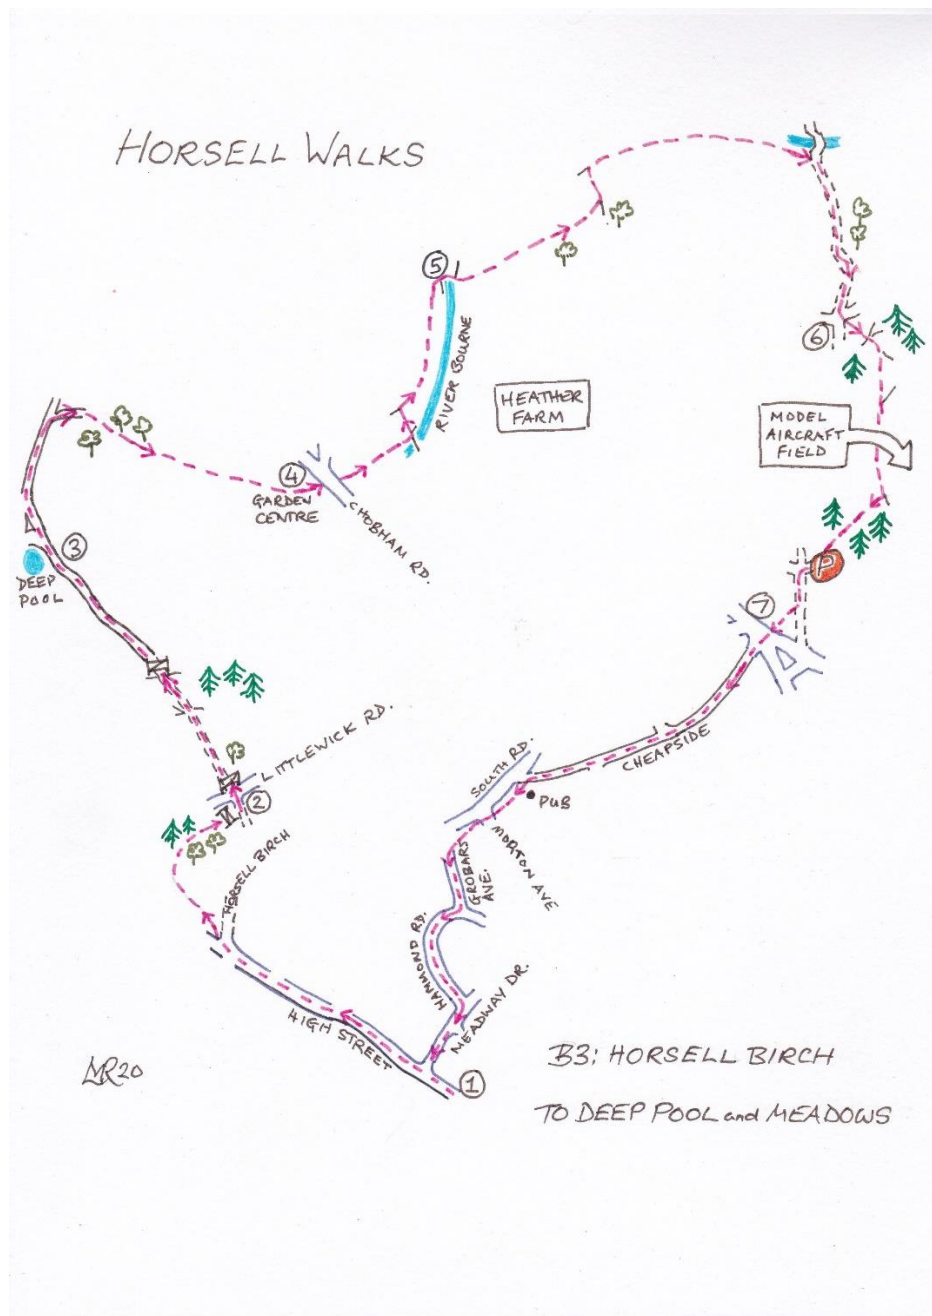 HORSELL WALKS
5
RIVER BOURNE
6
HEATHER
FARM
MODEL
AIRCRAFT
FIELD
4
GARDEN
CENTRE
CHOBHAM RD.
3
DEEP
POOL
P
7
CHEAPSIDE
LITTLEWICK RD.
2
SOUTH RD.
PUB
MORTON AVE
GROBARS
AVE.
HORSELL BIRCH
HAMMOND RD.
MEADWAY DR.
HIGH STREET
1
B3: HORSELL BIRCH
TO DEEP POOL and MEADOWS
MR20